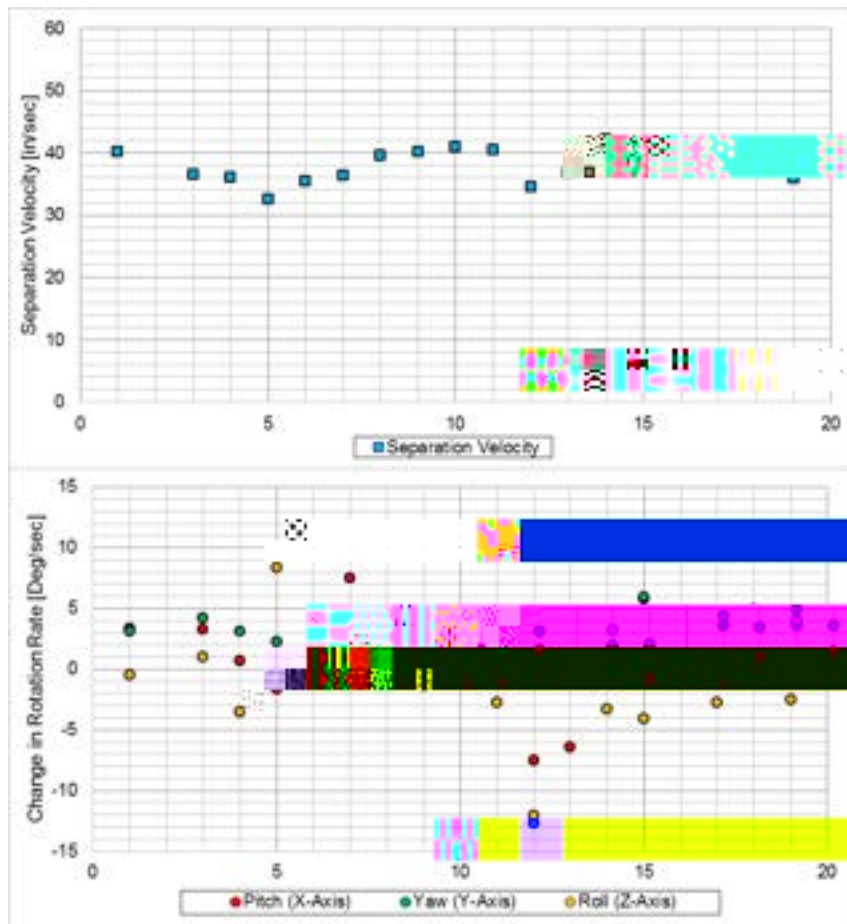 60
50
40
30
20
10
0
Separation Velocity [in/sec]
0 5 10 15 20
Separation Velocity
15
10
5
0
-5
-10
-15
Change in Rotation Rate [Deg/sec]
0 5 10 15 20
Pitch (X-Axis) Yaw (Y-Axis) Roll (Z-Axis)